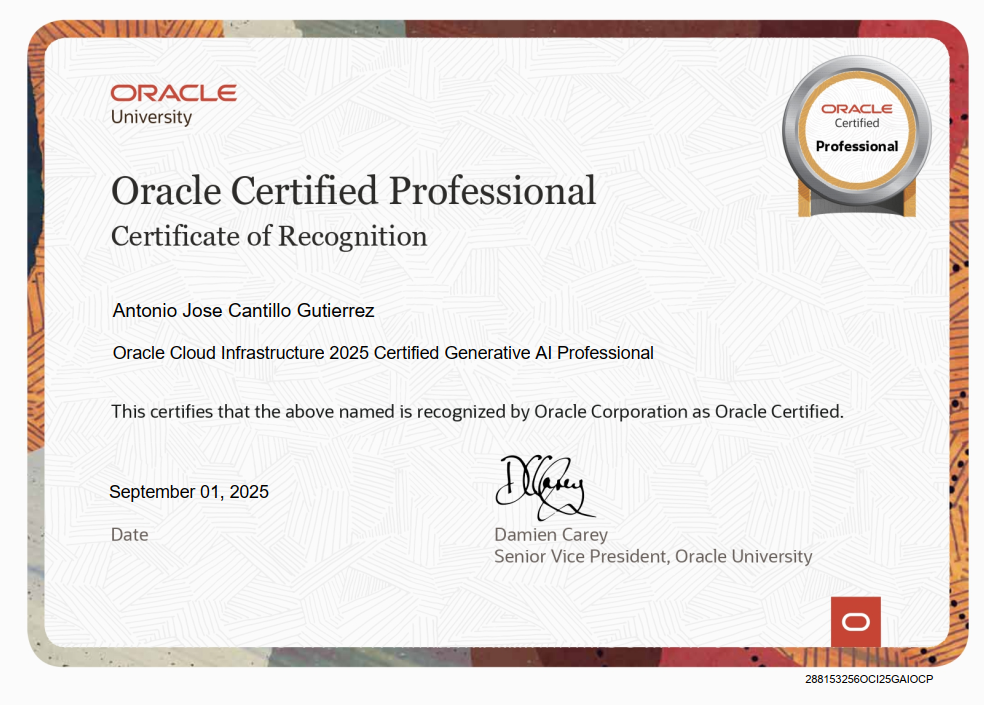 ORACLE
University
ORACLE
Certified
Professional
Oracle Certified Professional
Certificate of Recognition
Antonio Jose Cantillo Gutierrez
Oracle Cloud Infrastructure 2025 Certified Generative AI Professional
This certifies that the above named is recognized by Oracle Corporation as Oracle Certified.
September 01, 2025
Date
DCarey
Damien Carey
Senior Vice President, Oracle University
288153256OCI25GAIOCP